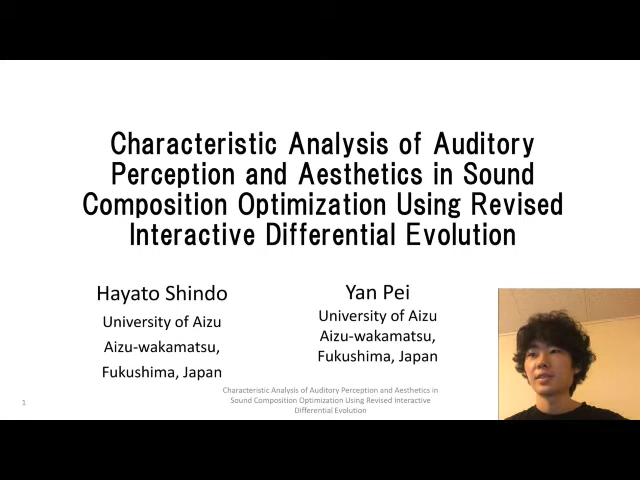 Characteristic Analysis of Auditory
Perception and Aesthetics in Sound
Composition Optimization Using Revised
Interactive Differential Evolution
Hayato Shindo
University of Aizu
Aizu-wakamatsu,
Fukushima, Japan
Yan Pei
University of Aizu
Aizu-wakamatsu,
Fukushima, Japan
1
Characteristic Analysis of Auditory Perception and Aesthetics in
Sound Composition Optimization Using Revised Interactive
Differential Evolution